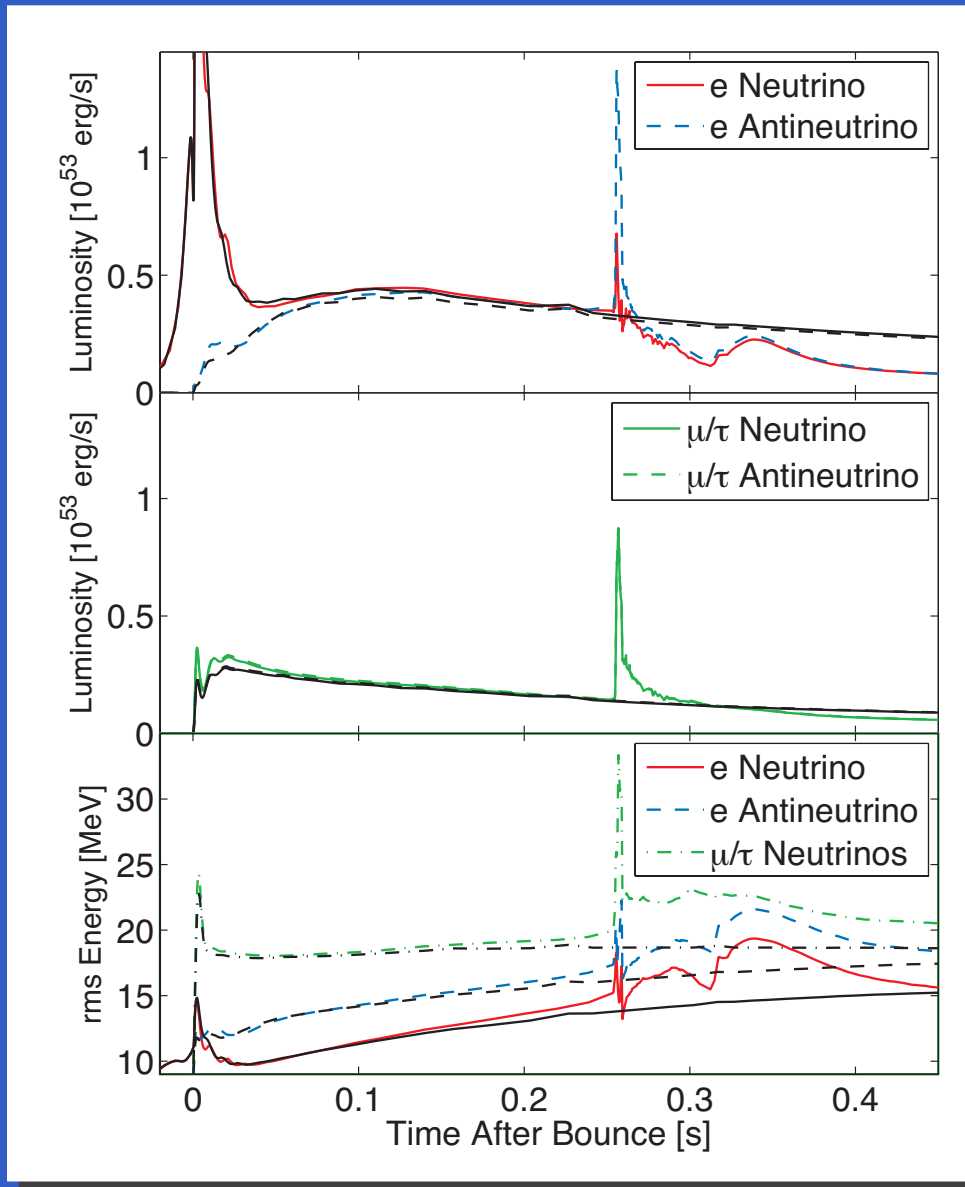 Luminosity [10^53 erg/s]
1
0.5
0
e Neutrino
e Antineutrino
Luminosity [10^53 erg/s]
1
0.5
0
μ/τ Neutrino
μ/τ Antineutrino
rms Energy [MeV]
30
25
20
15
10
e Neutrino
e Antineutrino
μ/τ Neutrinos
0 0.1 0.2 0.3 0.4
Time After Bounce [s]